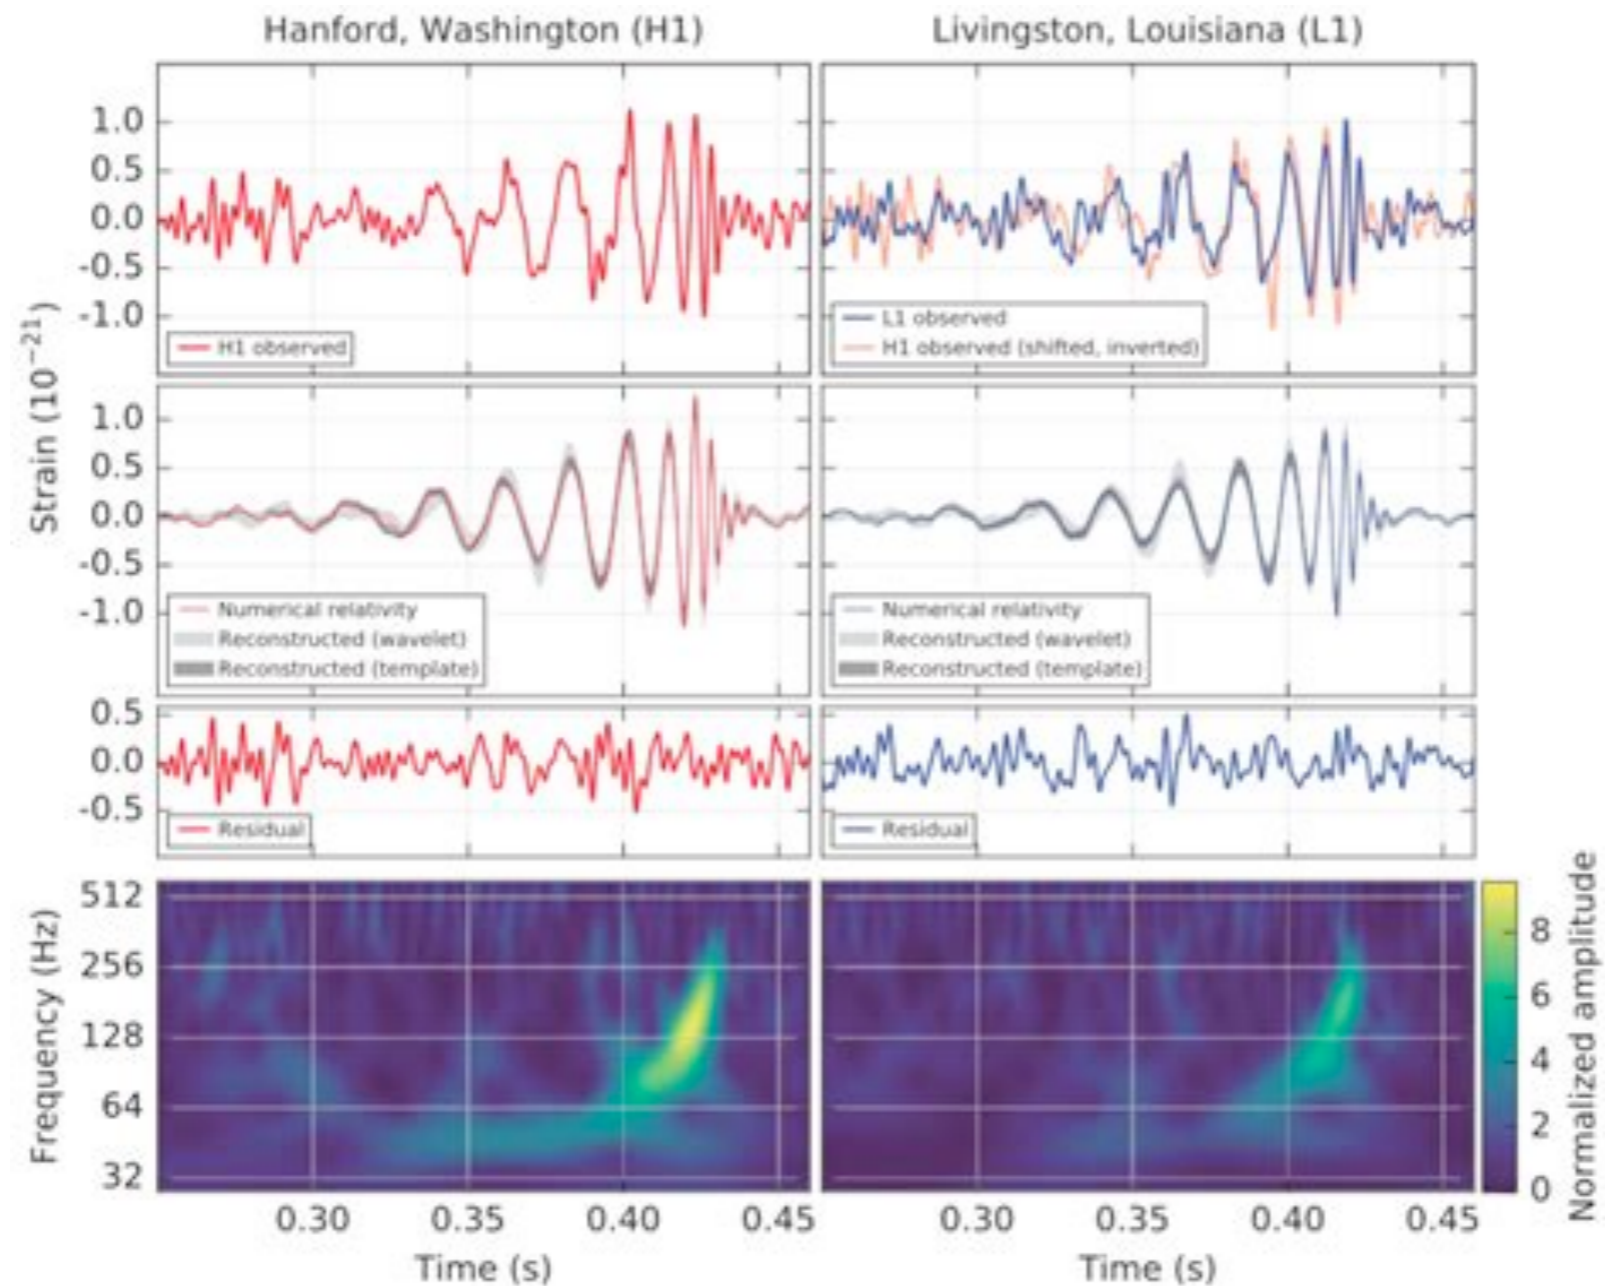 Hanford, Washington (H1)
Livingston, Louisiana (L1)
1.0
0.5
0.0
-0.5
-1.0
H1 observed
L1 observed
H1 observed (shifted, inverted)
Strain (10⁻²¹)
1.0
0.5
0.0
-0.5
-1.0
Numerical relativity
Reconstructed (wavelet)
Reconstructed (template)
Numerical relativity
Reconstructed (wavelet)
Reconstructed (template)
0.5
0.0
-0.5
Residual
Residual
Frequency (Hz)
512
256
128
64
32
8
6
4
2
0
Normalized amplitude
0.30 0.35 0.40 0.45
0.30 0.35 0.40 0.45
Time (s)
Time (s)